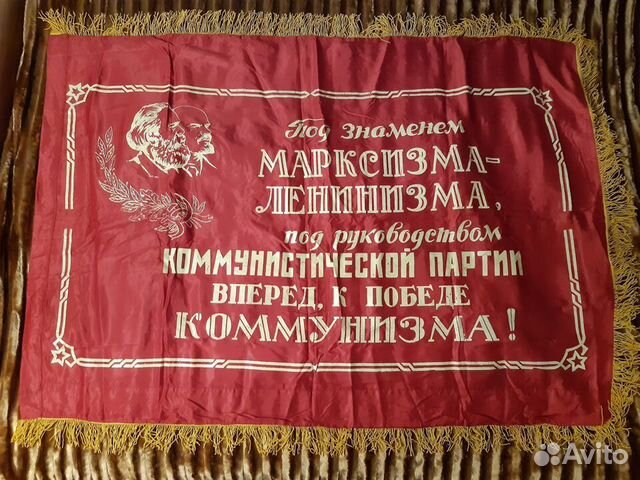 Под знаменем
МАРКСИЗМА-
ЛЕНИНИЗМА,
под руководством
КОММУНИСТИЧЕСКОЙ ПАРТИИ
ВПЕРЕД, К ПОБЕДЕ
КОММУНИЗМА!
Avito